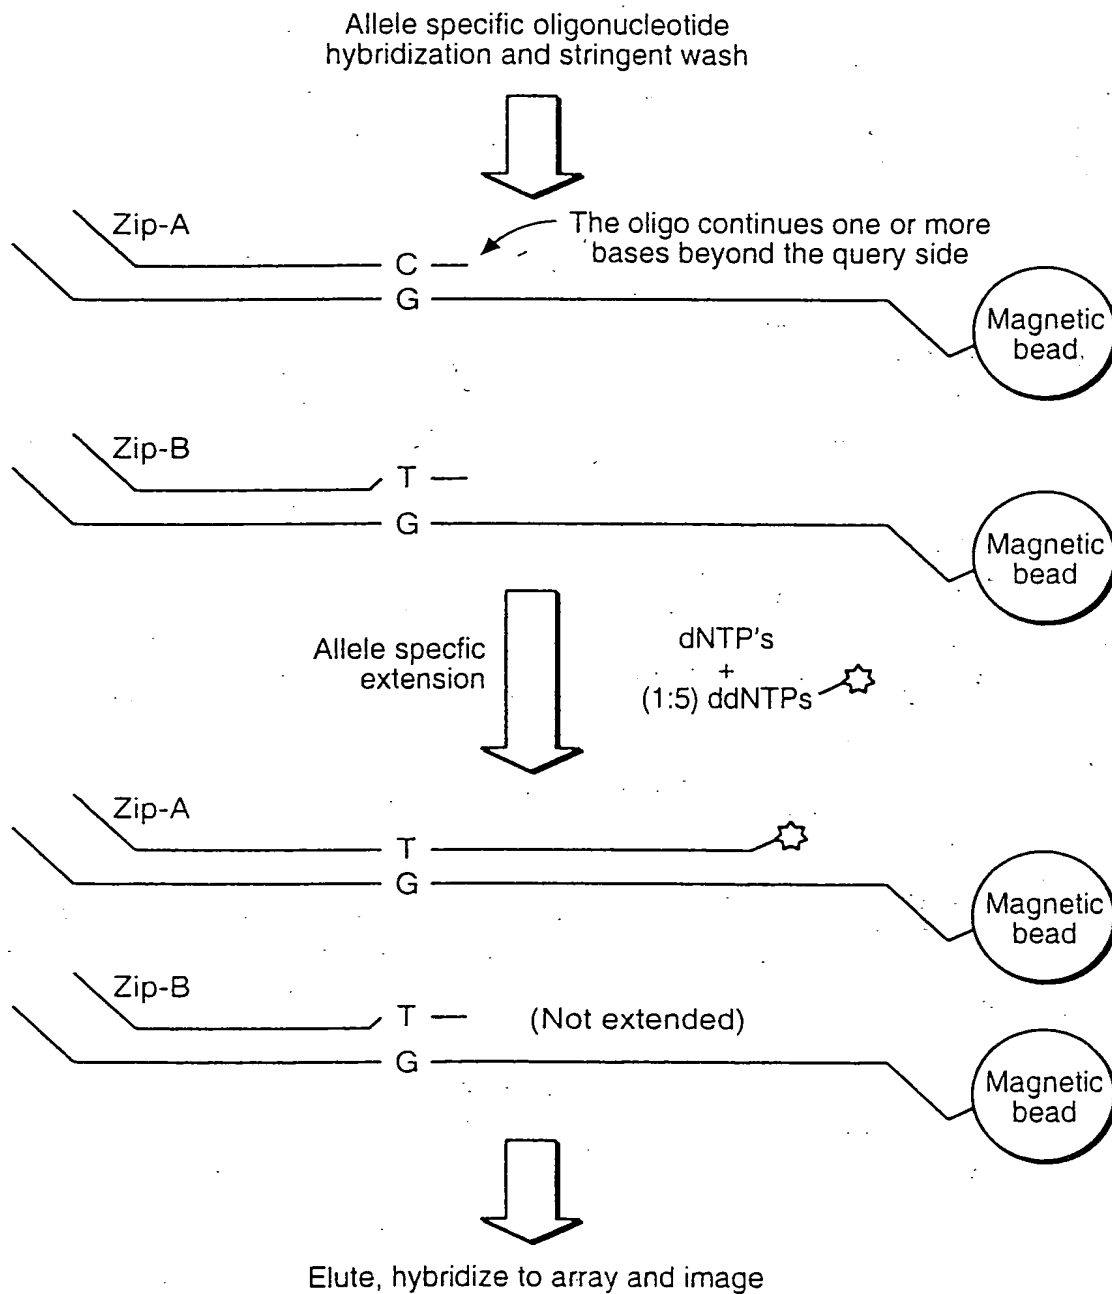 Allele specific oligonucleotide
hybridization and stringent wash
Zip-A
The oligo continues one or more
bases beyond the query side
C
G
Magnetic
bead.
Zip-B
T
G
Magnetic
bead
Allele specfic
extension
dNTP's
+
(1:5) ddNTPs
Zip-A
T
G
Magnetic
bead
Zip-B
T
(Not extended)
G
Magnetic
bead
Elute, hybridize to array and image